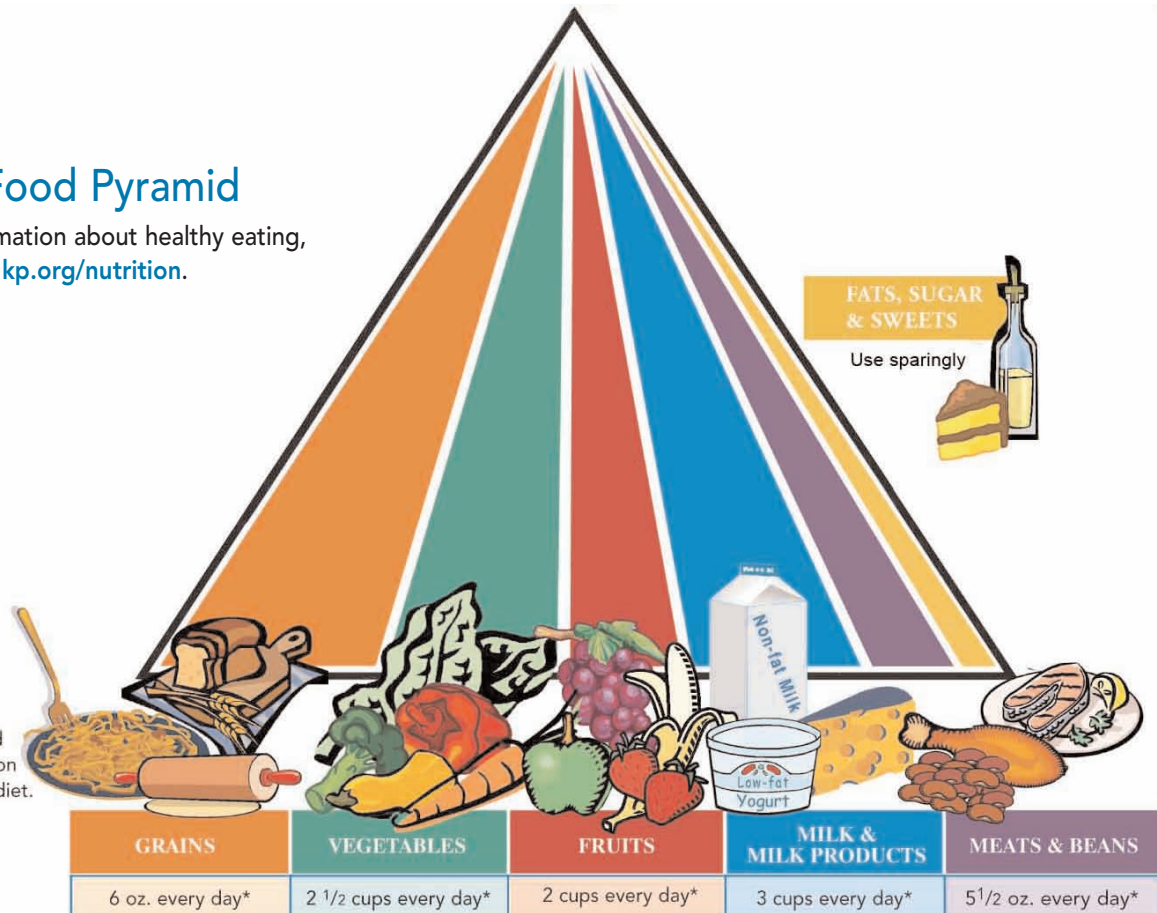 Food Pyramid
mation about healthy eating,
kp.org/nutrition.
FATS, SUGAR
& SWEETS
Use sparingly
Non-fat Milk
Low-fat
Yogurt
on
diet.
GRAINS
VEGETABLES
FRUITS
MILK &
MILK PRODUCTS
MEATS & BEANS
6 oz. every day*
2 1/2 cups every day*
2 cups every day*
3 cups every day*
5 1/2 oz. every day*